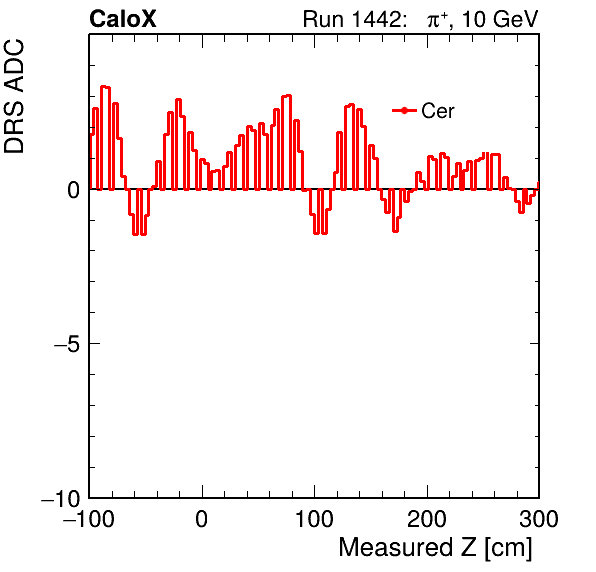 CaloX Run 1442: π⁺, 10 GeV
DRS ADC
Cer
0
−5
−10
−100 0 100 200 300
Measured Z [cm]